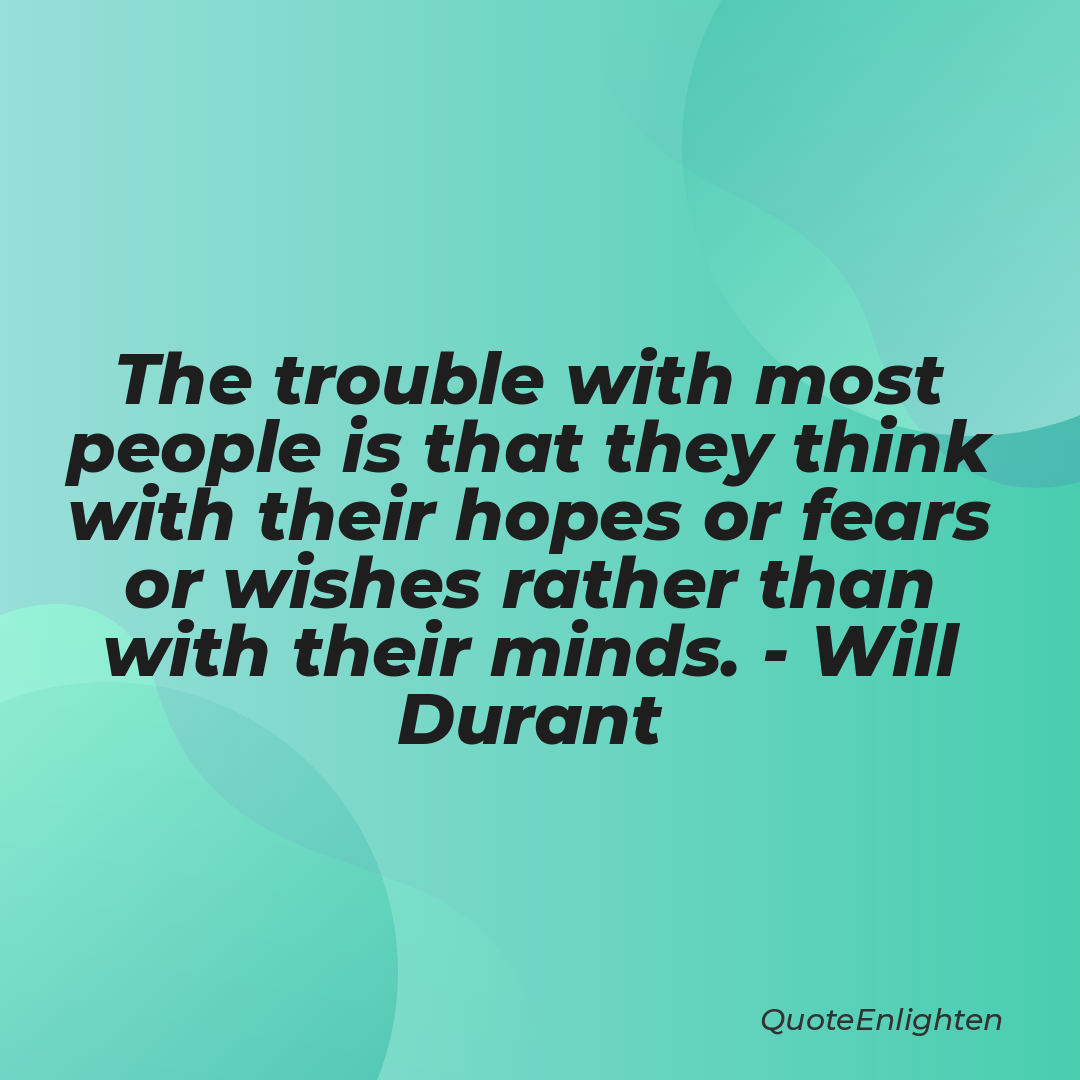 The trouble with most
people is that they think
with their hopes or fears
or wishes rather than
with their minds. - Will
Durant
QuoteEnlighten